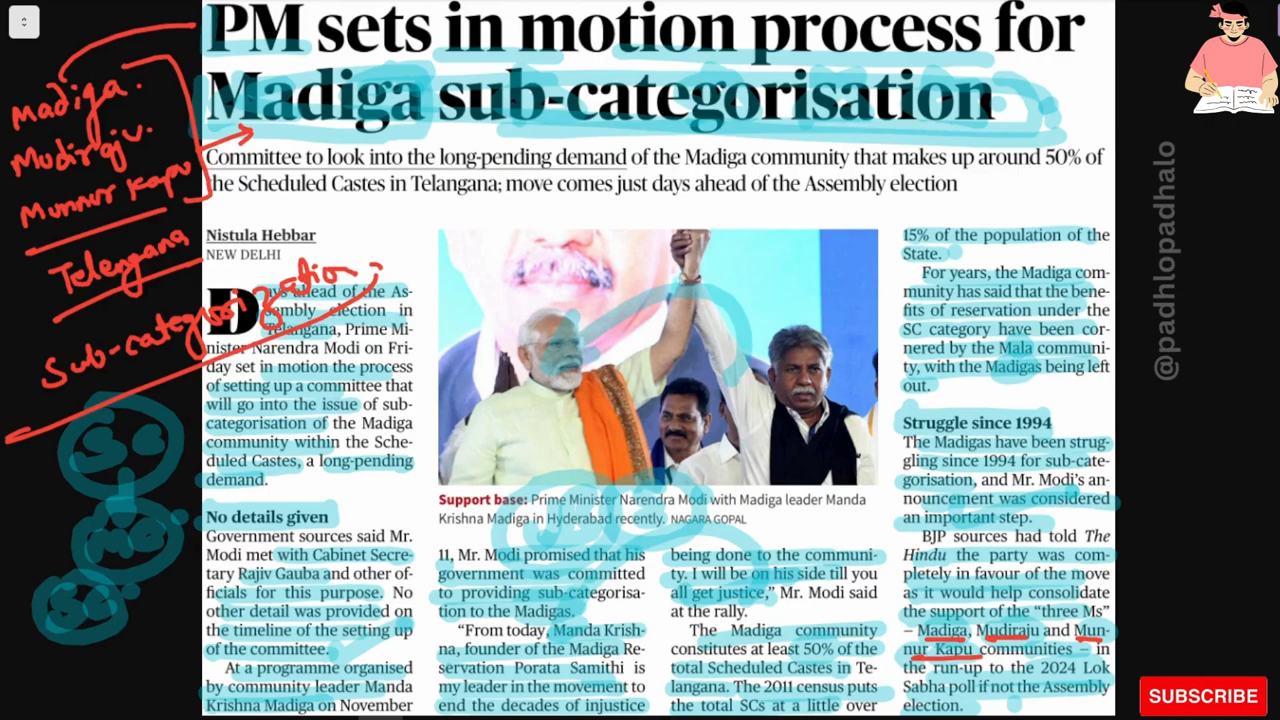 PM sets in motion process for
Madiga sub-categorisation
Committee to look into the long-pending demand of the Madiga community that makes up around 50% of
the Scheduled Castes in Telangana; move comes just days ahead of the Assembly election
Madiga.
Mudiraju.
Munnur Kapu
Telengana
Sub-categorization
Nistula Hebbar
NEW DELHI
Days ahead of the As-
sembly election in
Telangana, Prime Mi-
nister Narendra Modi on Fri-
day set in motion the process
of setting up a committee that
will go into the issue of sub-
categorisation of the Madiga
community within the Sche-
duled Castes, a long-pending
demand.
No details given
Government sources said Mr.
Modi met with Cabinet Secre-
tary Rajiv Gauba and other of-
ficials for this purpose. No
other detail was provided on
the timeline of the setting up
of the committee.
At a programme organised
by community leader Manda
Krishna Madiga on November
Support base: Prime Minister Narendra Modi with Madiga leader Manda
Krishna Madiga in Hyderabad recently. NAGARA GOPAL
11, Mr. Modi promised that his
government was committed
to providing sub-categorisa-
tion to the Madigas.
"From today, Manda Krish-
na, founder of the Madiga Re-
servation Porata Samithi is
my leader in the movement to
end the decades of injustice
being done to the communi-
ty. I will be on his side till you
all get justice," Mr. Modi said
at the rally.
The Madiga community
constitutes at least 50% of the
total Scheduled Castes in Te-
langana. The 2011 census puts
the total SCs at a little over
15% of the population of the
State.
For years, the Madiga com-
munity has said that the bene-
fits of reservation under the
SC category have been cor-
nered by the Mala communi-
ty, with the Madigas being left
out.
Struggle since 1994
The Madigas have been strug-
gling since 1994 for sub-cate-
gorisation, and Mr. Modi's an-
nouncement was considered
an important step.
BJP sources had told The
Hindu the party was com-
pletely in favour of the move
as it would help consolidate
the support of the "three Ms"
– Madiga, Mudiraju and Mun-
nur Kapu communities – in
the run-up to the 2024 Lok
Sabha poll if not the Assembly
election.
@padhlopadhalo
SUBSCRIBE